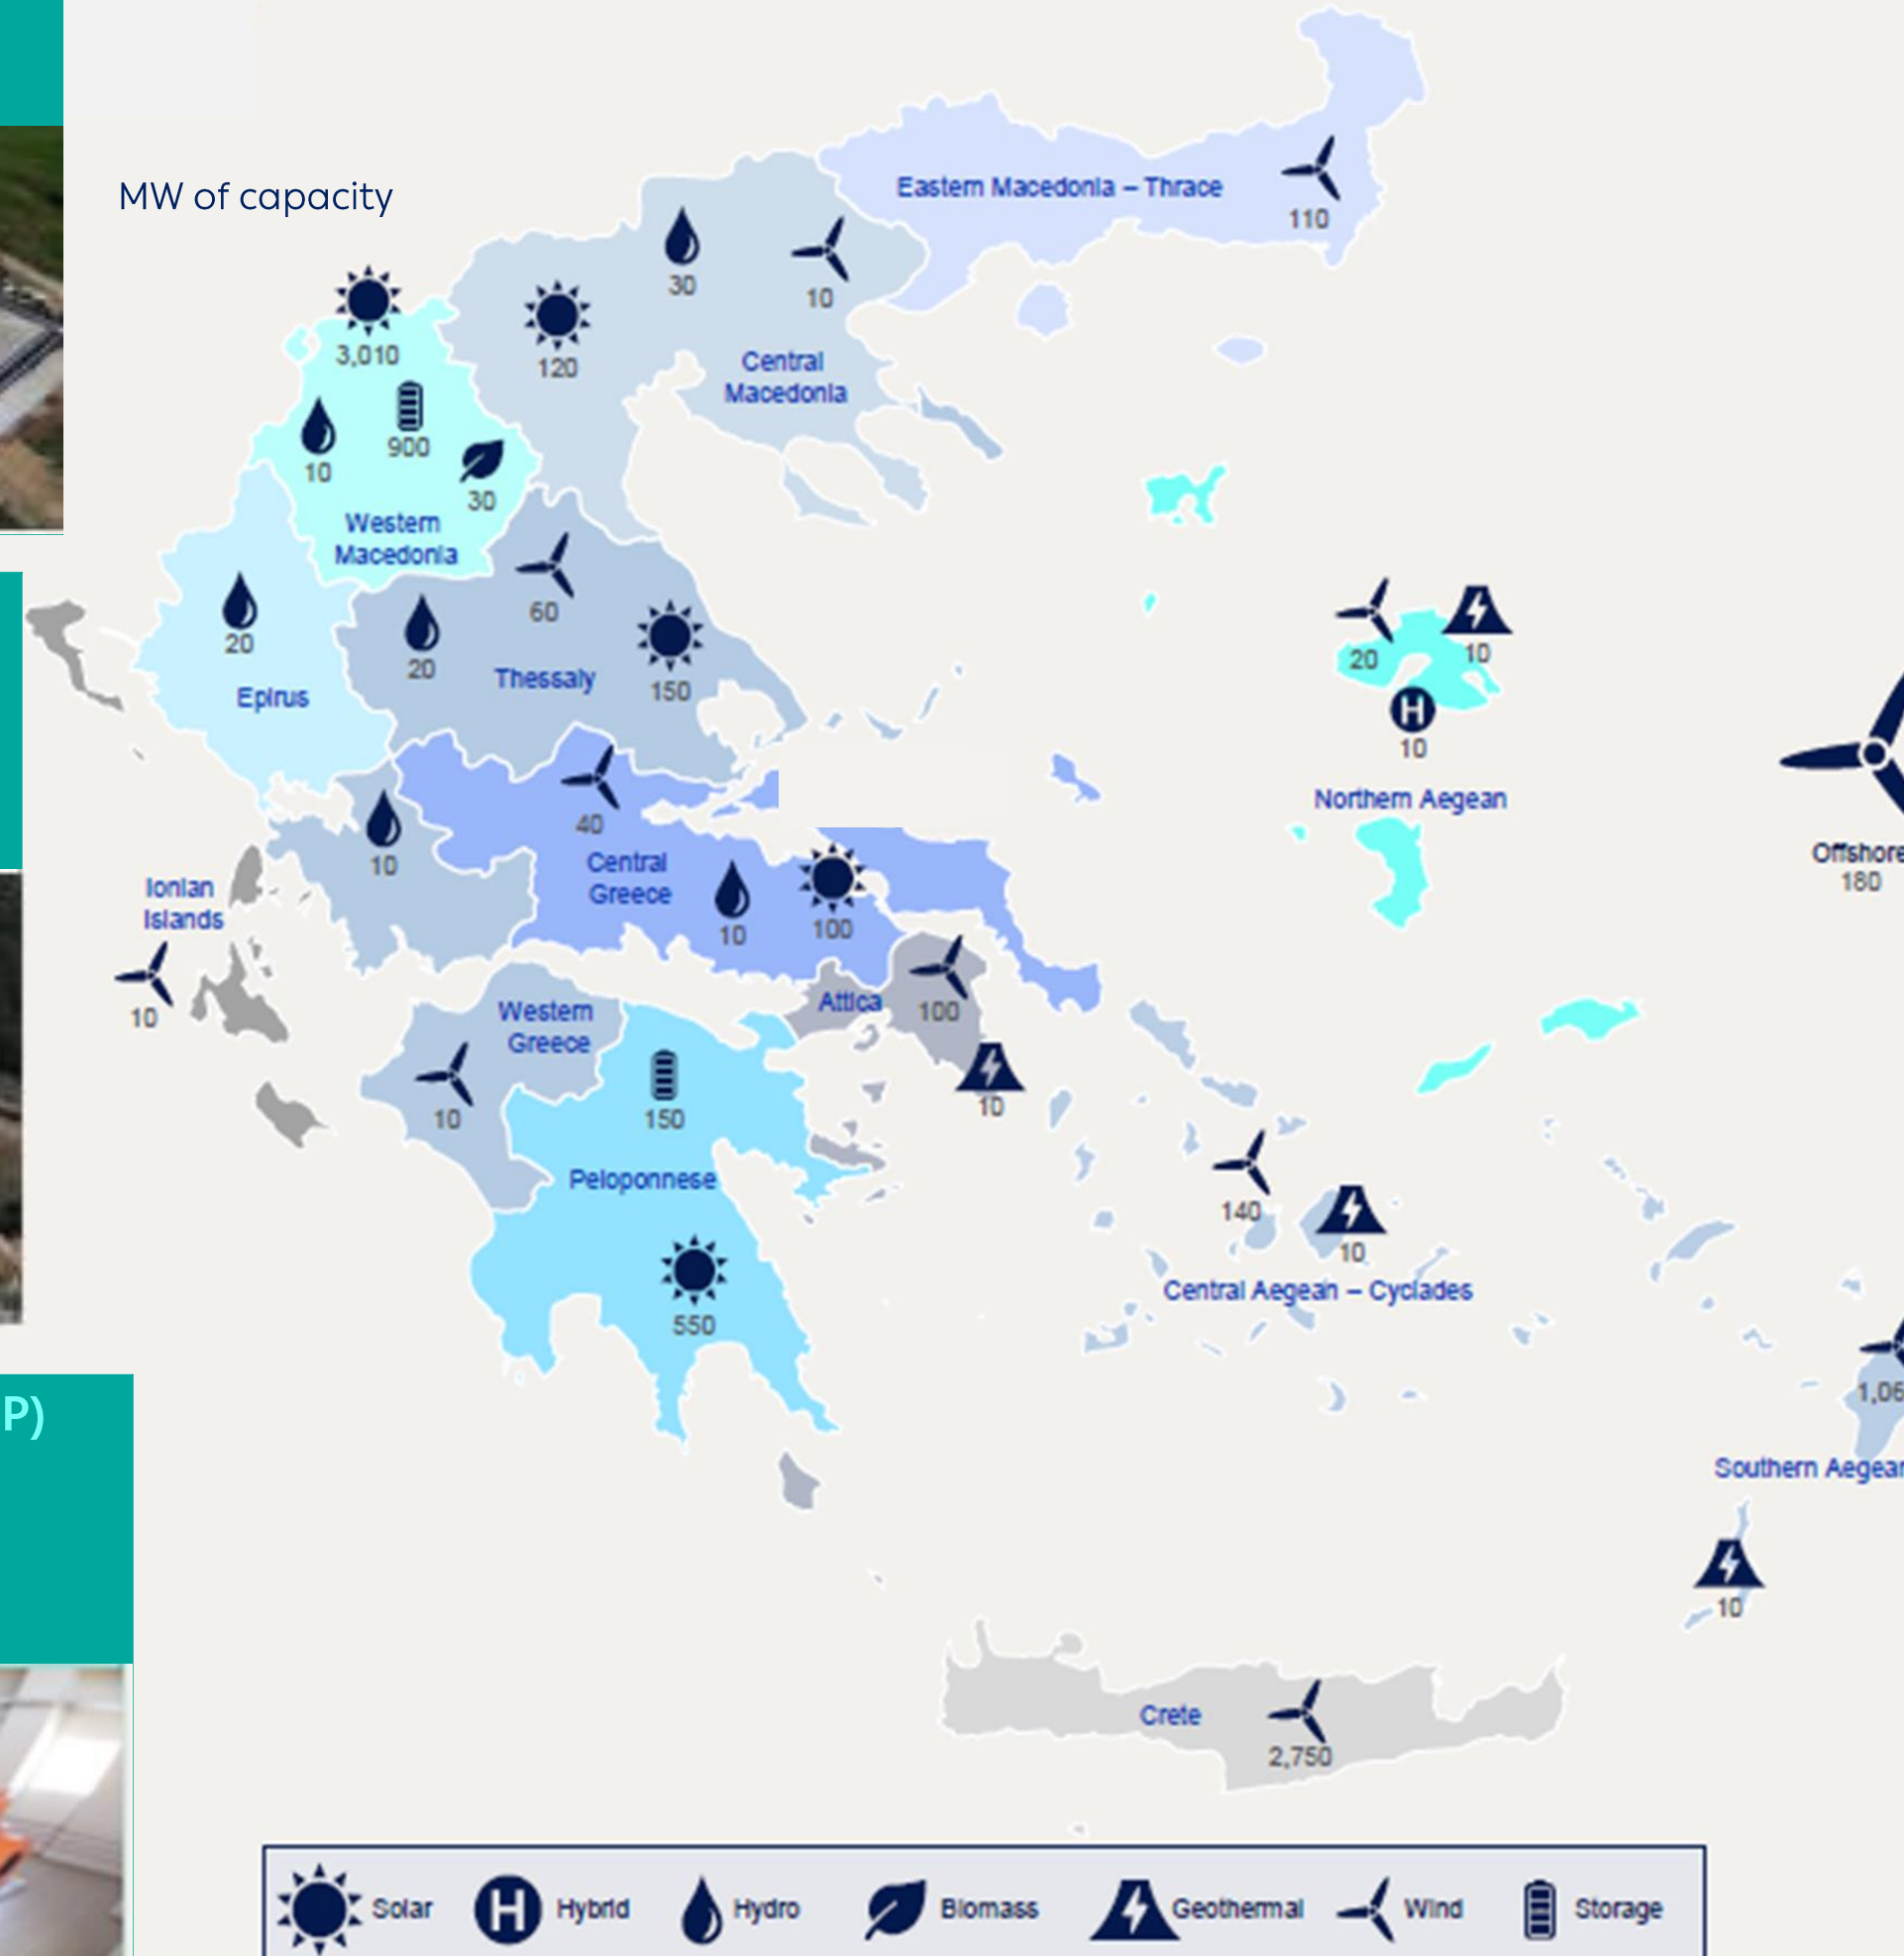 MW of capacity
Eastern Macedonia – Thrace
110
30
10
3,010
120
Central
Macedonia
10
900
30
Western
Macedonia
60
20
20
Epirus
Thessaly
150
20
10
10
Northern Aegean
40
10
Central
Greece
10
100
Offshore
180
Ionian
Islands
10
Western
Greece
Attica
100
10
10
150
Peloponnese
140
10
Central Aegean – Cyclades
550
1,06
Southern Aegean
P)
10
Crete
2,750
Solar Hybrid Hydro Biomass Geothermal Wind Storage